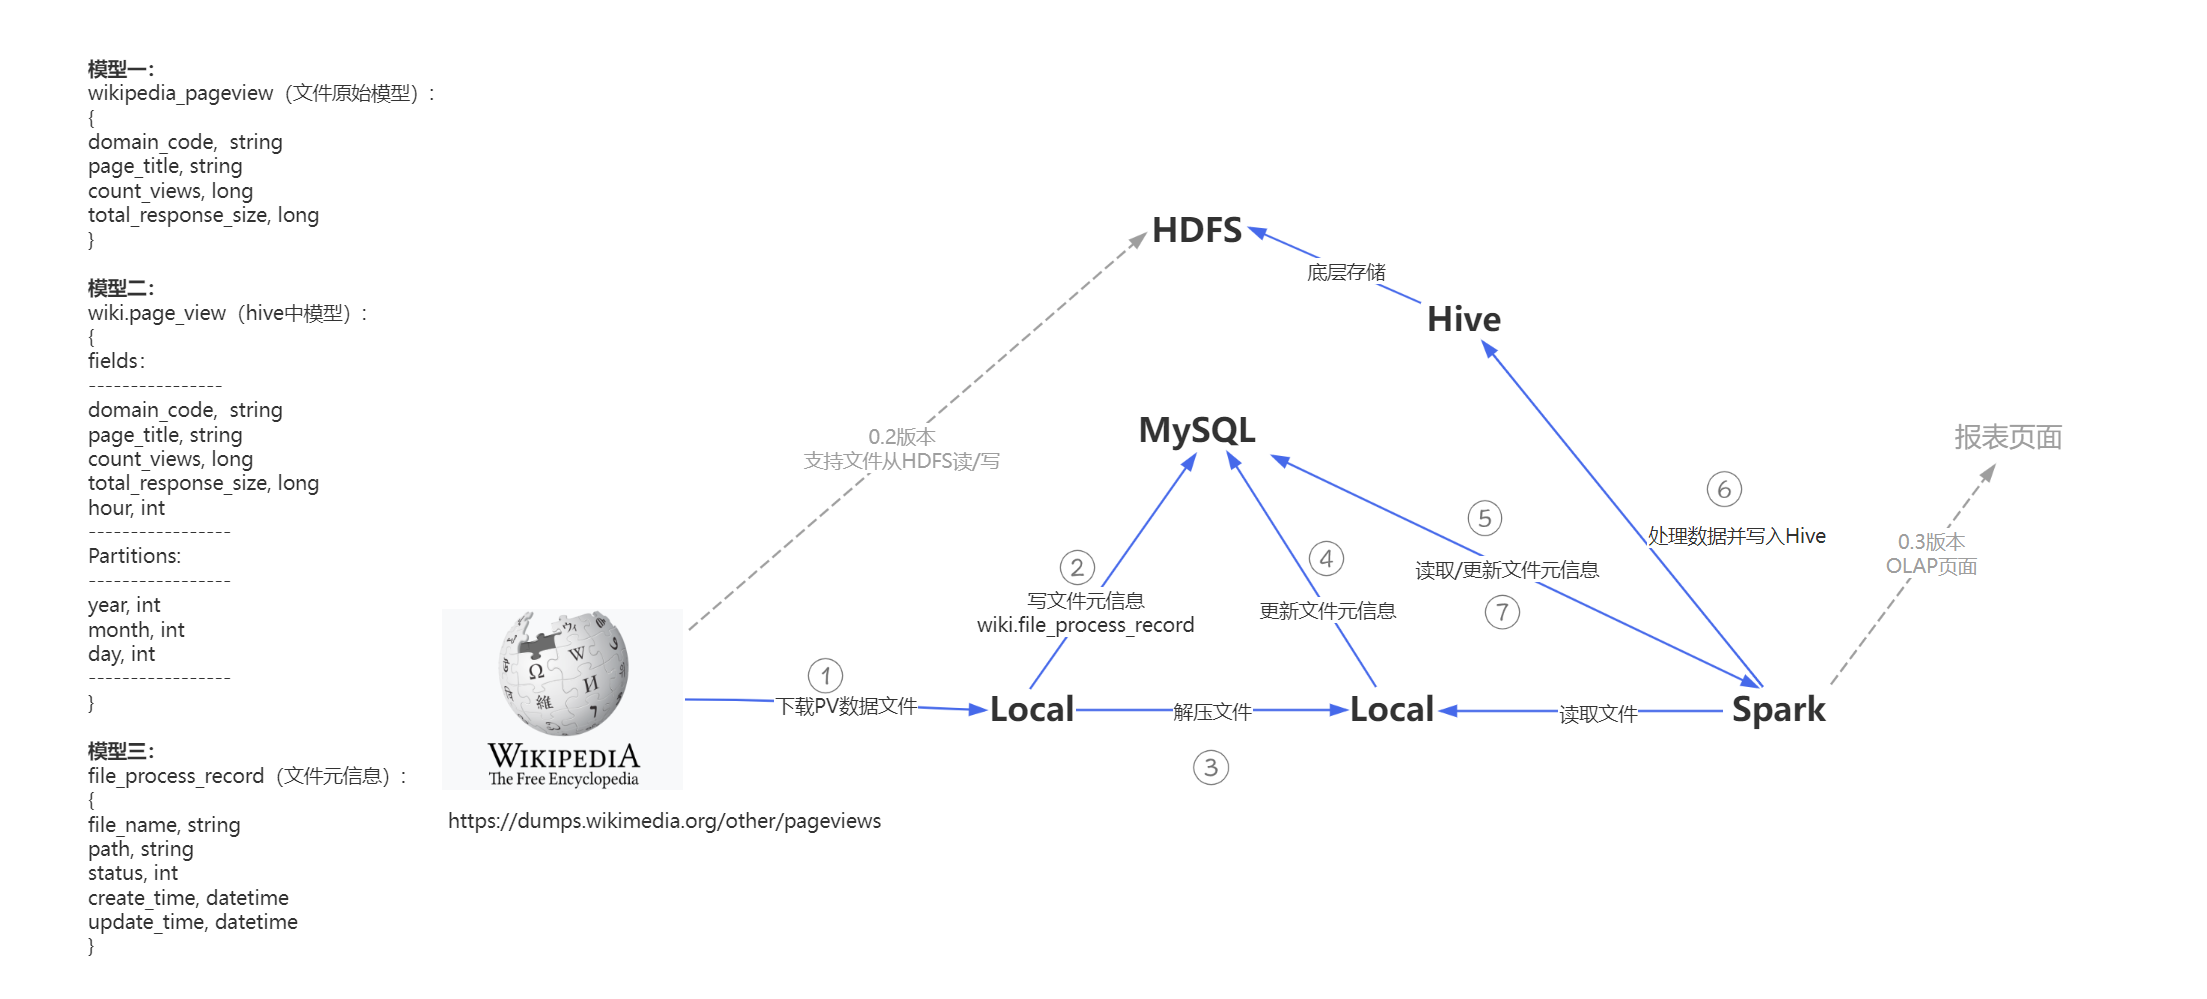 模型一：
wikipedia_pageview（文件原始模型）：
{
domain_code,  string
page_title, string
count_views, long
total_response_size, long
}
模型二：
wiki.page_view（hive中模型）：
{
fields：
----------------
domain_code,  string
page_title, string
count_views, long
total_response_size, long
hour, int
-----------------
Partitions:
-----------------
year, int
month, int
day, int
-----------------
}
模型三：
file_process_record（文件元信息）：
{
file_name, string
path, string
status, int
create_time, datetime
update_time, datetime
}
HDFS
底层存储
Hive
MySQL
0.2版本
支持文件从HDFS读/写
报表页面
⑥
处理数据并写入Hive
⑤
读取/更新文件元信息
⑦
0.3版本
OLAP页面
②
写文件元信息
wiki.file_process_record
④
更新文件元信息
Ω
W
И
維
WIKIPEDIA
The Free Encyclopedia
https://dumps.wikimedia.org/other/pageviews
①
下载PV数据文件
Local
解压文件
③
Local
读取文件
Spark